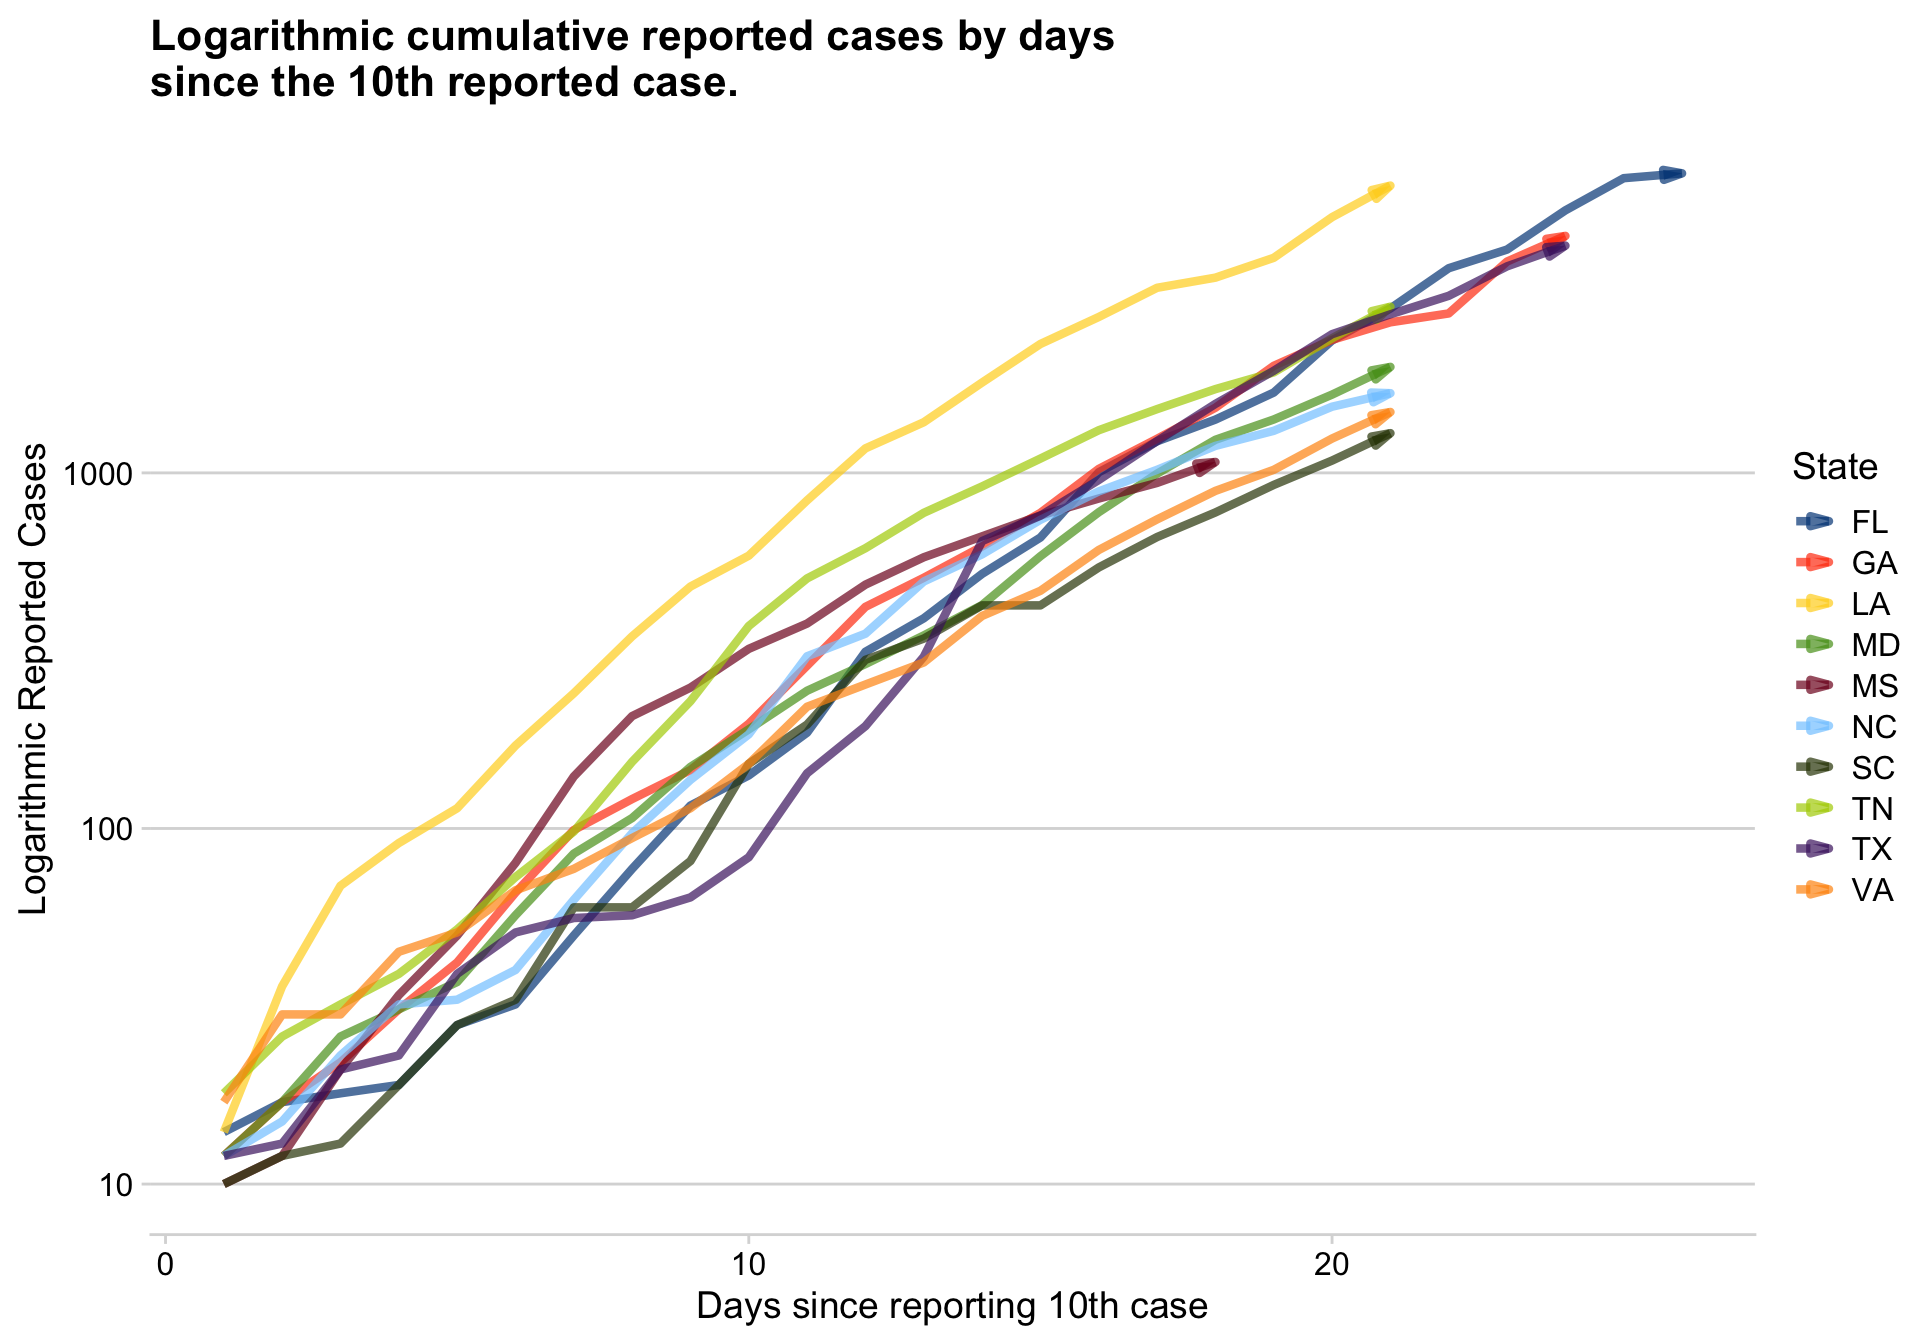 Logarithmic cumulative reported cases by days
since the 10th reported case.
Logarithmic Reported Cases
1000
100
10
0
10
20
Days since reporting 10th case
State
FL
GA
LA
MD
MS
NC
SC
TN
TX
VA